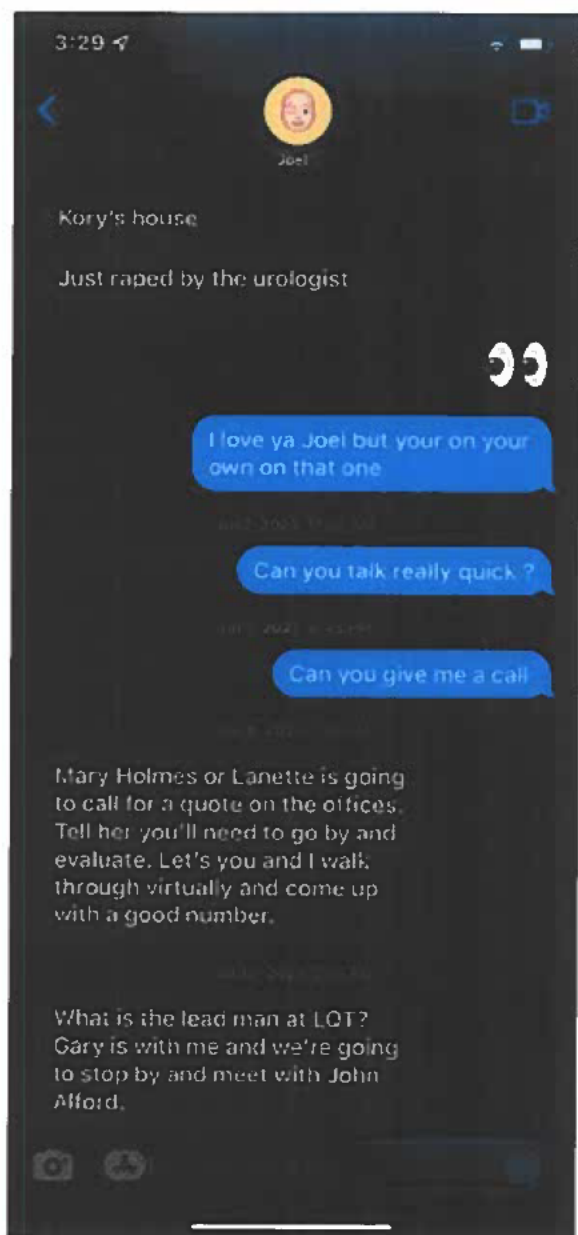 3:29
Joel
Kory's house
Just raped by the urologist
👀
I love ya Joel but your on your
own on that one
Can you talk really quick ?
Can you give me a call
Mary Holmes or Lanette is going
to call for a quote on the offices.
Tell her you'll need to go by and
evaluate. Let's you and I walk
through virtually and come up
with a good number.
What is the lead man at LOT?
Gary is with me and we're going
to stop by and meet with John
Alford.